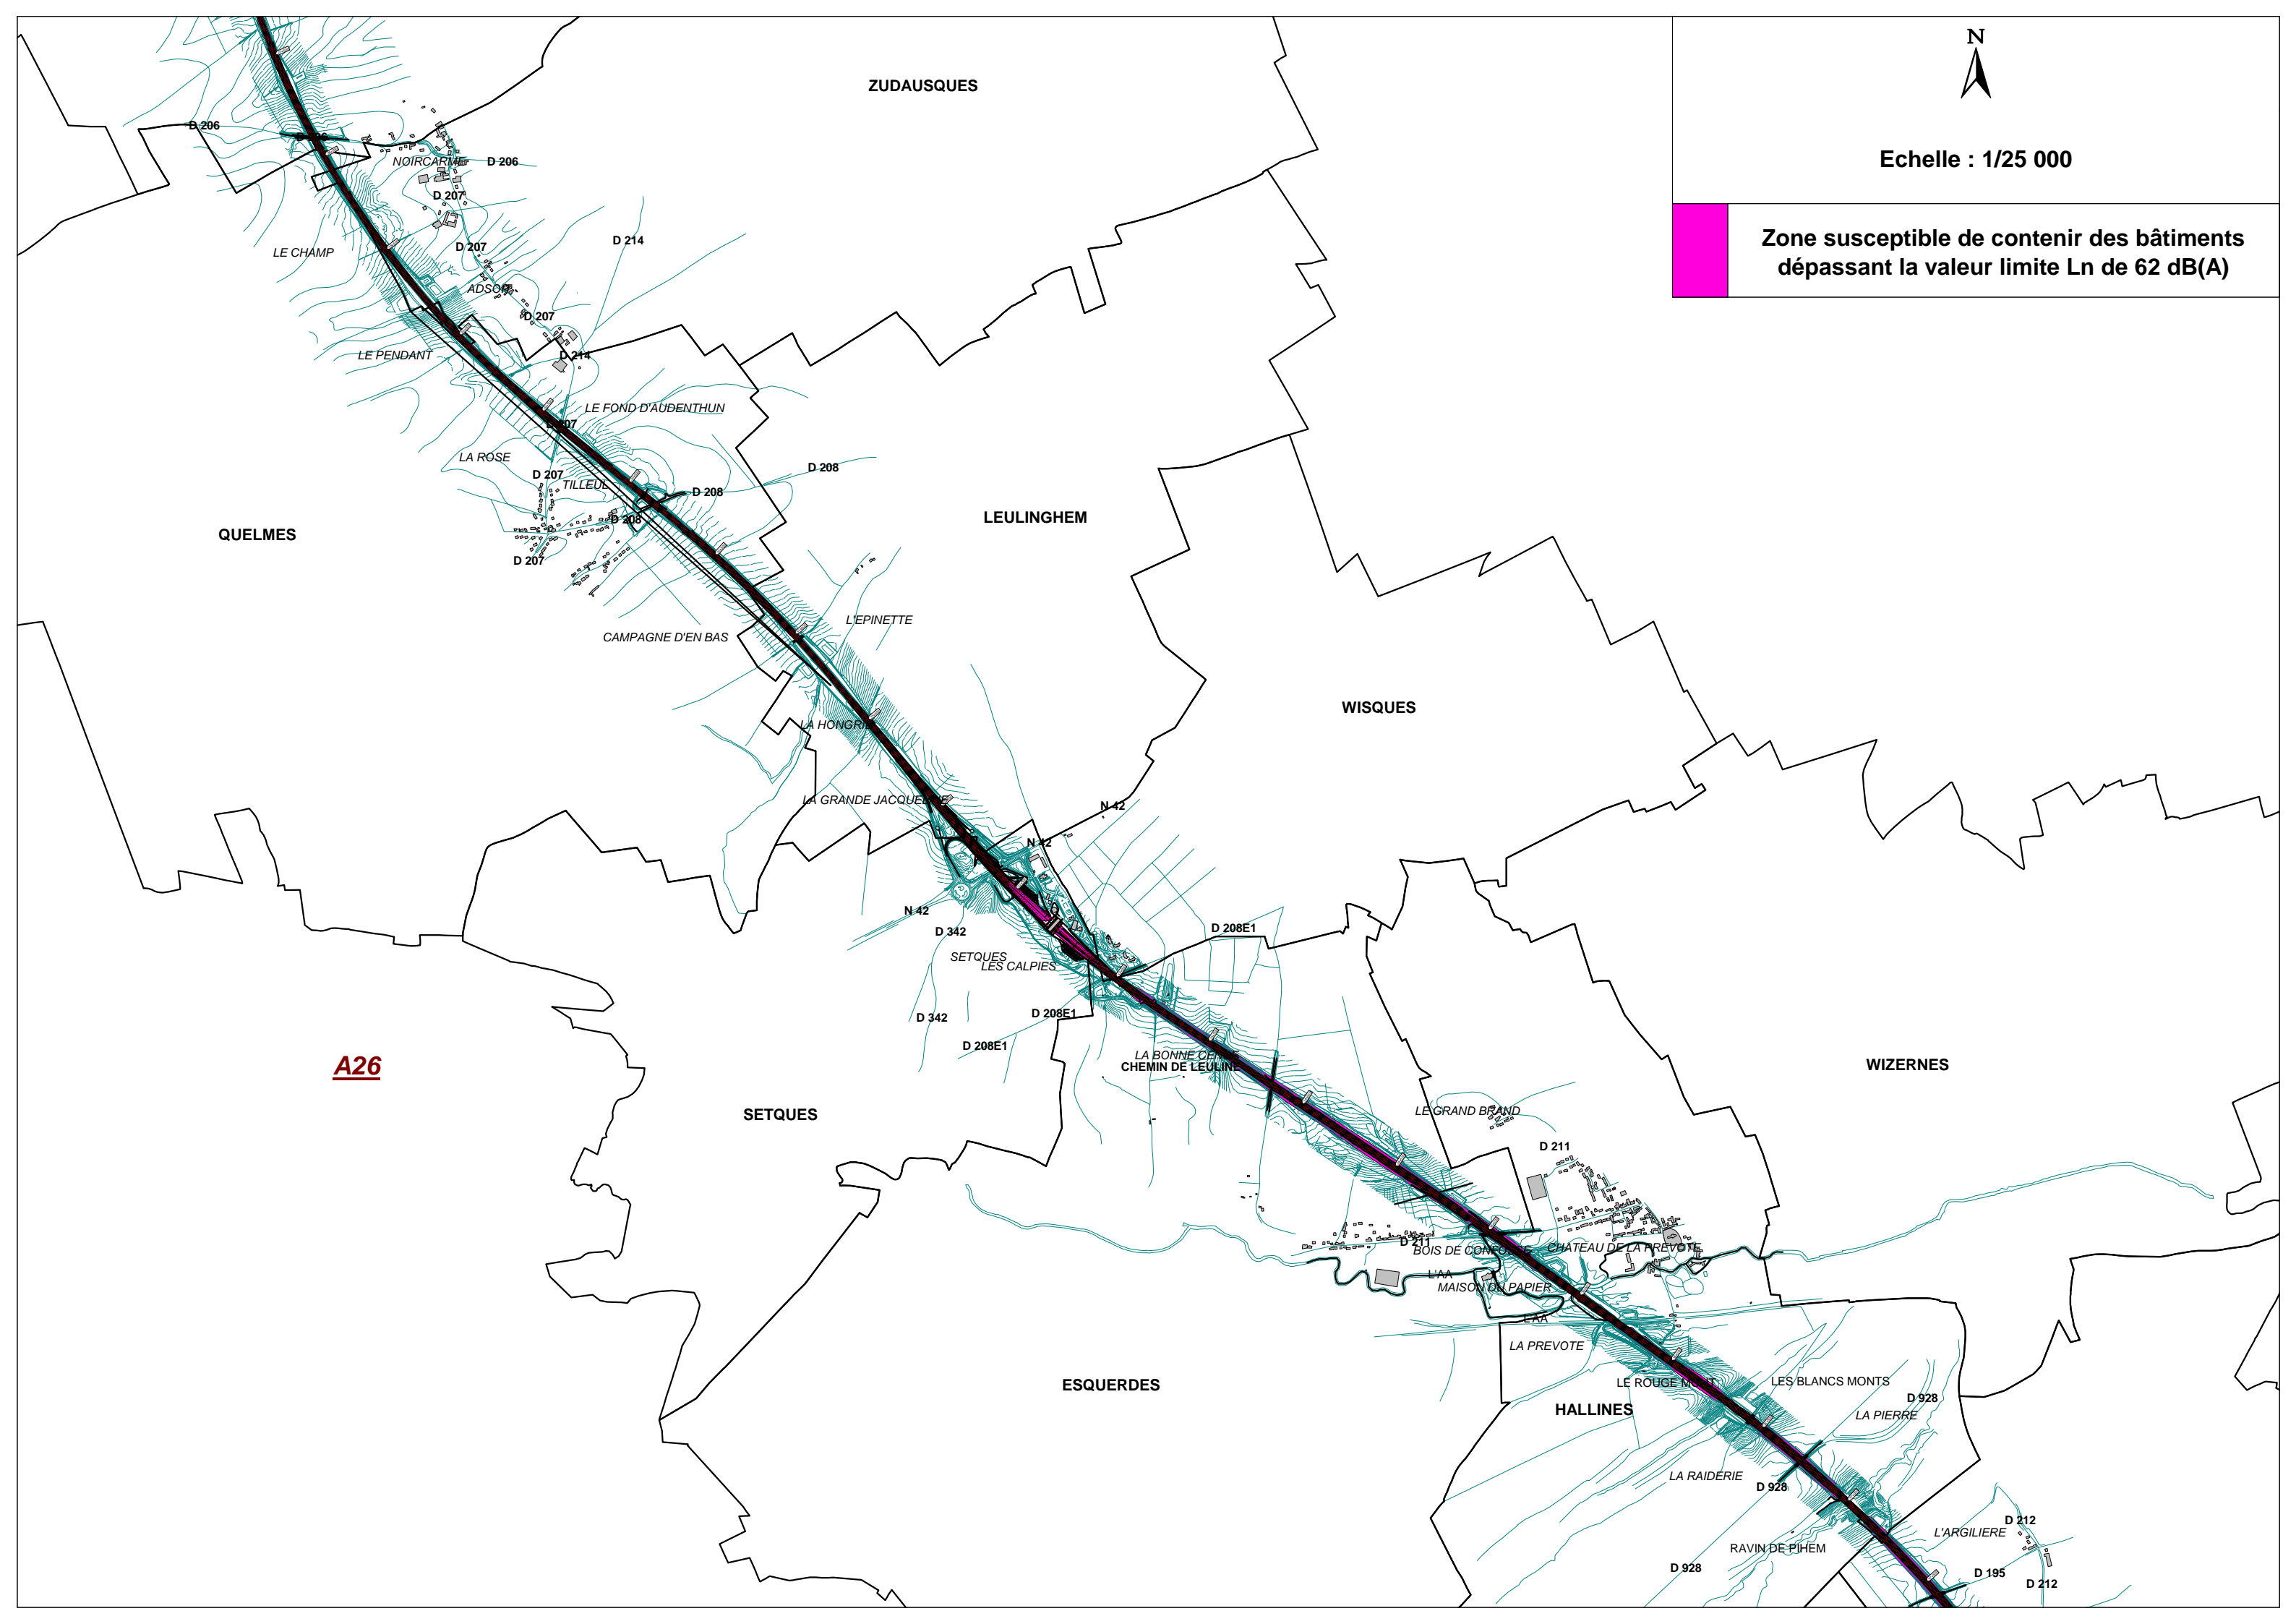 N
Echelle : 1/25 000
Zone susceptible de contenir des bâtiments
dépassant la valeur limite Ln de 62 dB(A)
ZUDAUSQUES
D 206
D 206
NOIRCARME
D 206
D 207
D 207
D 214
LE CHAMP
ADSOR
D 207
D 214
LE PENDANT
LE FOND D'AUDENTHUN
D 207
LA ROSE
D 207
TILLEUL
D 208
D 208
D 208
LEULINGHEM
QUELMES
D 207
L'EPINETTE
CAMPAGNE D'EN BAS
WISQUES
LA HONGRIE
LA GRANDE JACQUELINE
N 42
N 42
N 42
D 342
D 208E1
SETQUES
LES CALPIES
D 342
D 208E1
D 208E1
LA BONNE CENSE
CHEMIN DE LEULINE
A26
WIZERNES
SETQUES
LE GRAND BRAND
D 211
D 211
BOIS DE CONFOSSE
CHATEAU DE LA PREVOTE
L'AA
MAISON DU PAPIER
L'AA
LA PREVOTE
LE ROUGE MONT
LES BLANCS MONTS
ESQUERDES
D 928
HALLINES
LA PIERRE
LA RAIDERIE
D 928
D 212
L'ARGILIERE
RAVIN DE PIHEM
D 928
D 195
D 212